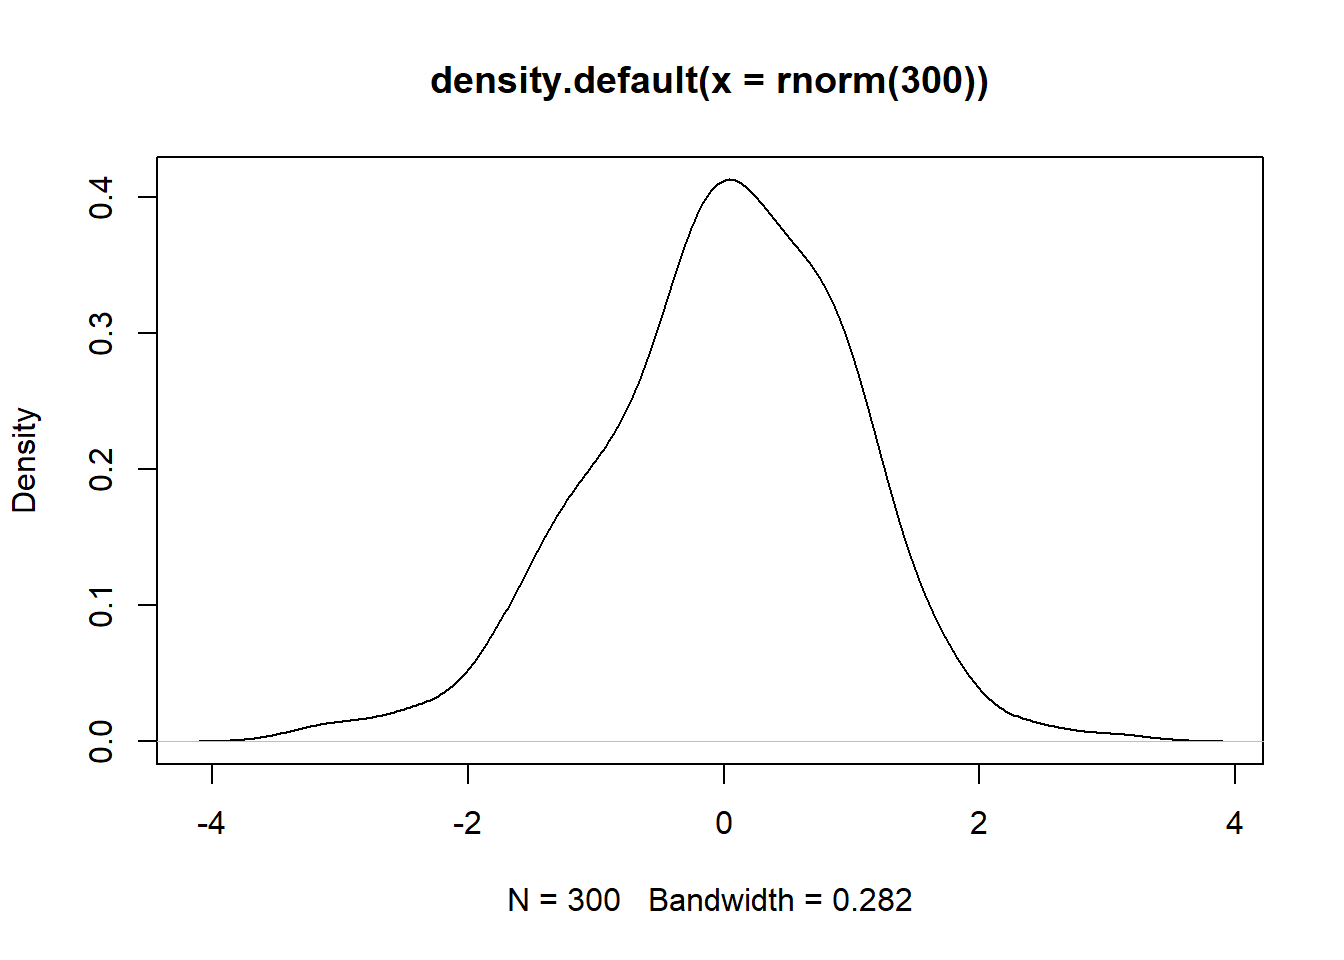 density.default(x = rnorm(300))
Density
0.4
0.3
0.2
0.1
0.0
-4 -2 0 2 4
N = 300 Bandwidth = 0.282